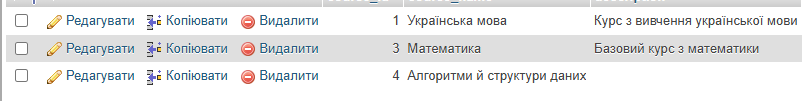 Редагувати Копіювати Видалити 1 Українська мова Курс з вивчення української мови
Редагувати Копіювати Видалити 3 Математика Базовий курс з математики
Редагувати Копіювати Видалити 4 Алгоритми й структури даних